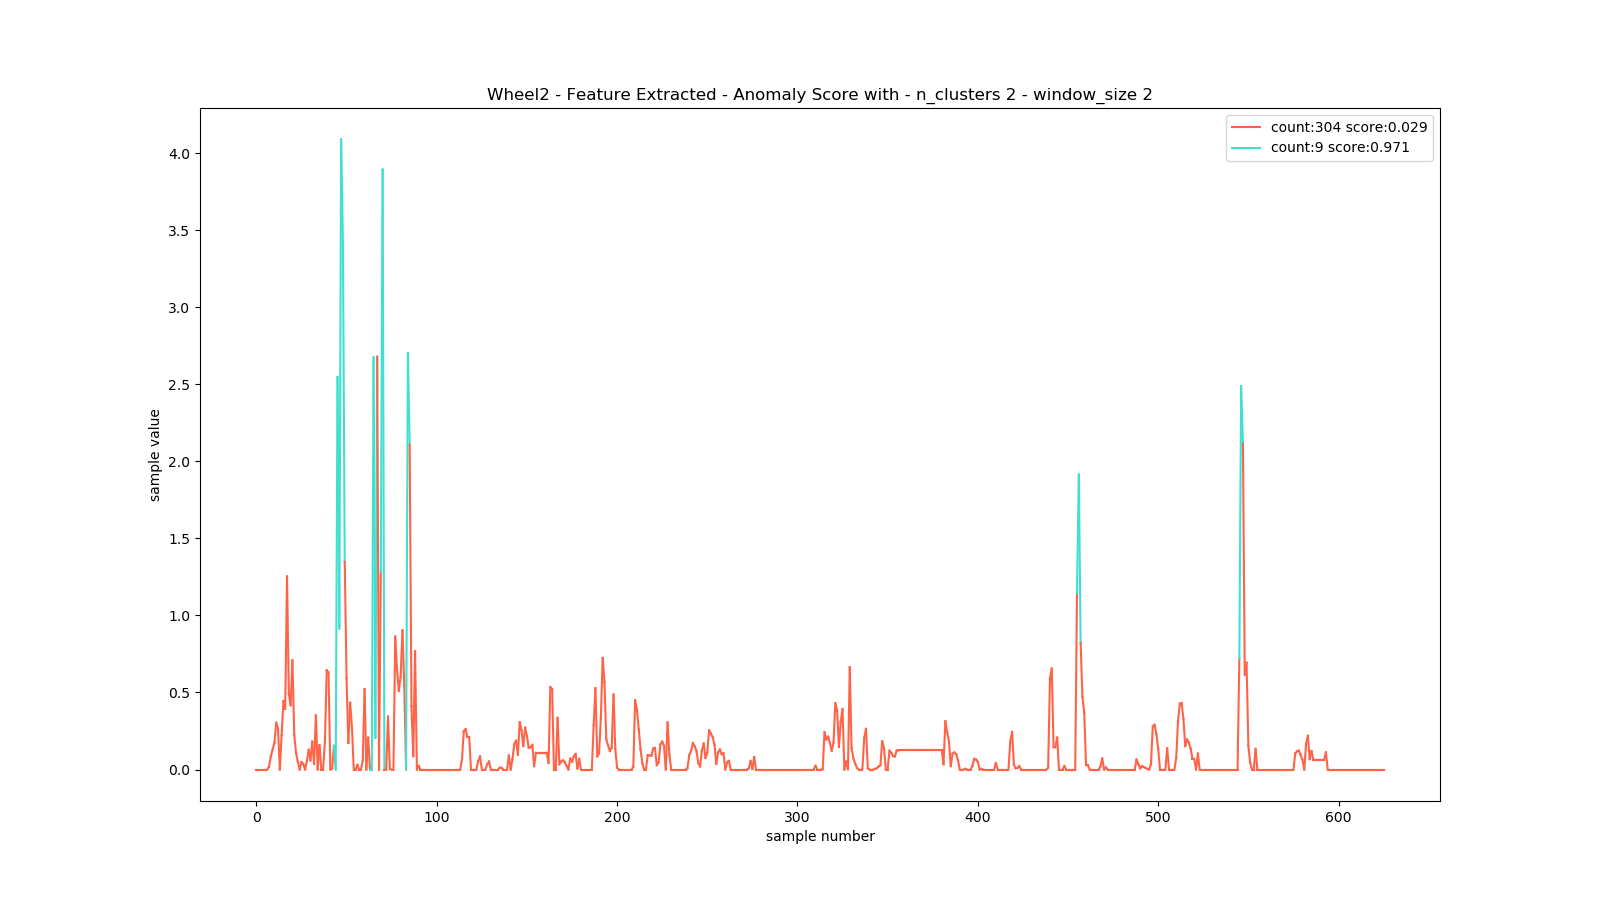 Wheel2 - Feature Extracted - Anomaly Score with - n_clusters 2 - window_size 2
count:304 score:0.029
count:9 score:0.971
4.0
3.5
3.0
2.5
2.0
1.5
1.0
0.5
0.0
sample value
0 100 200 300 400 500 600
sample number